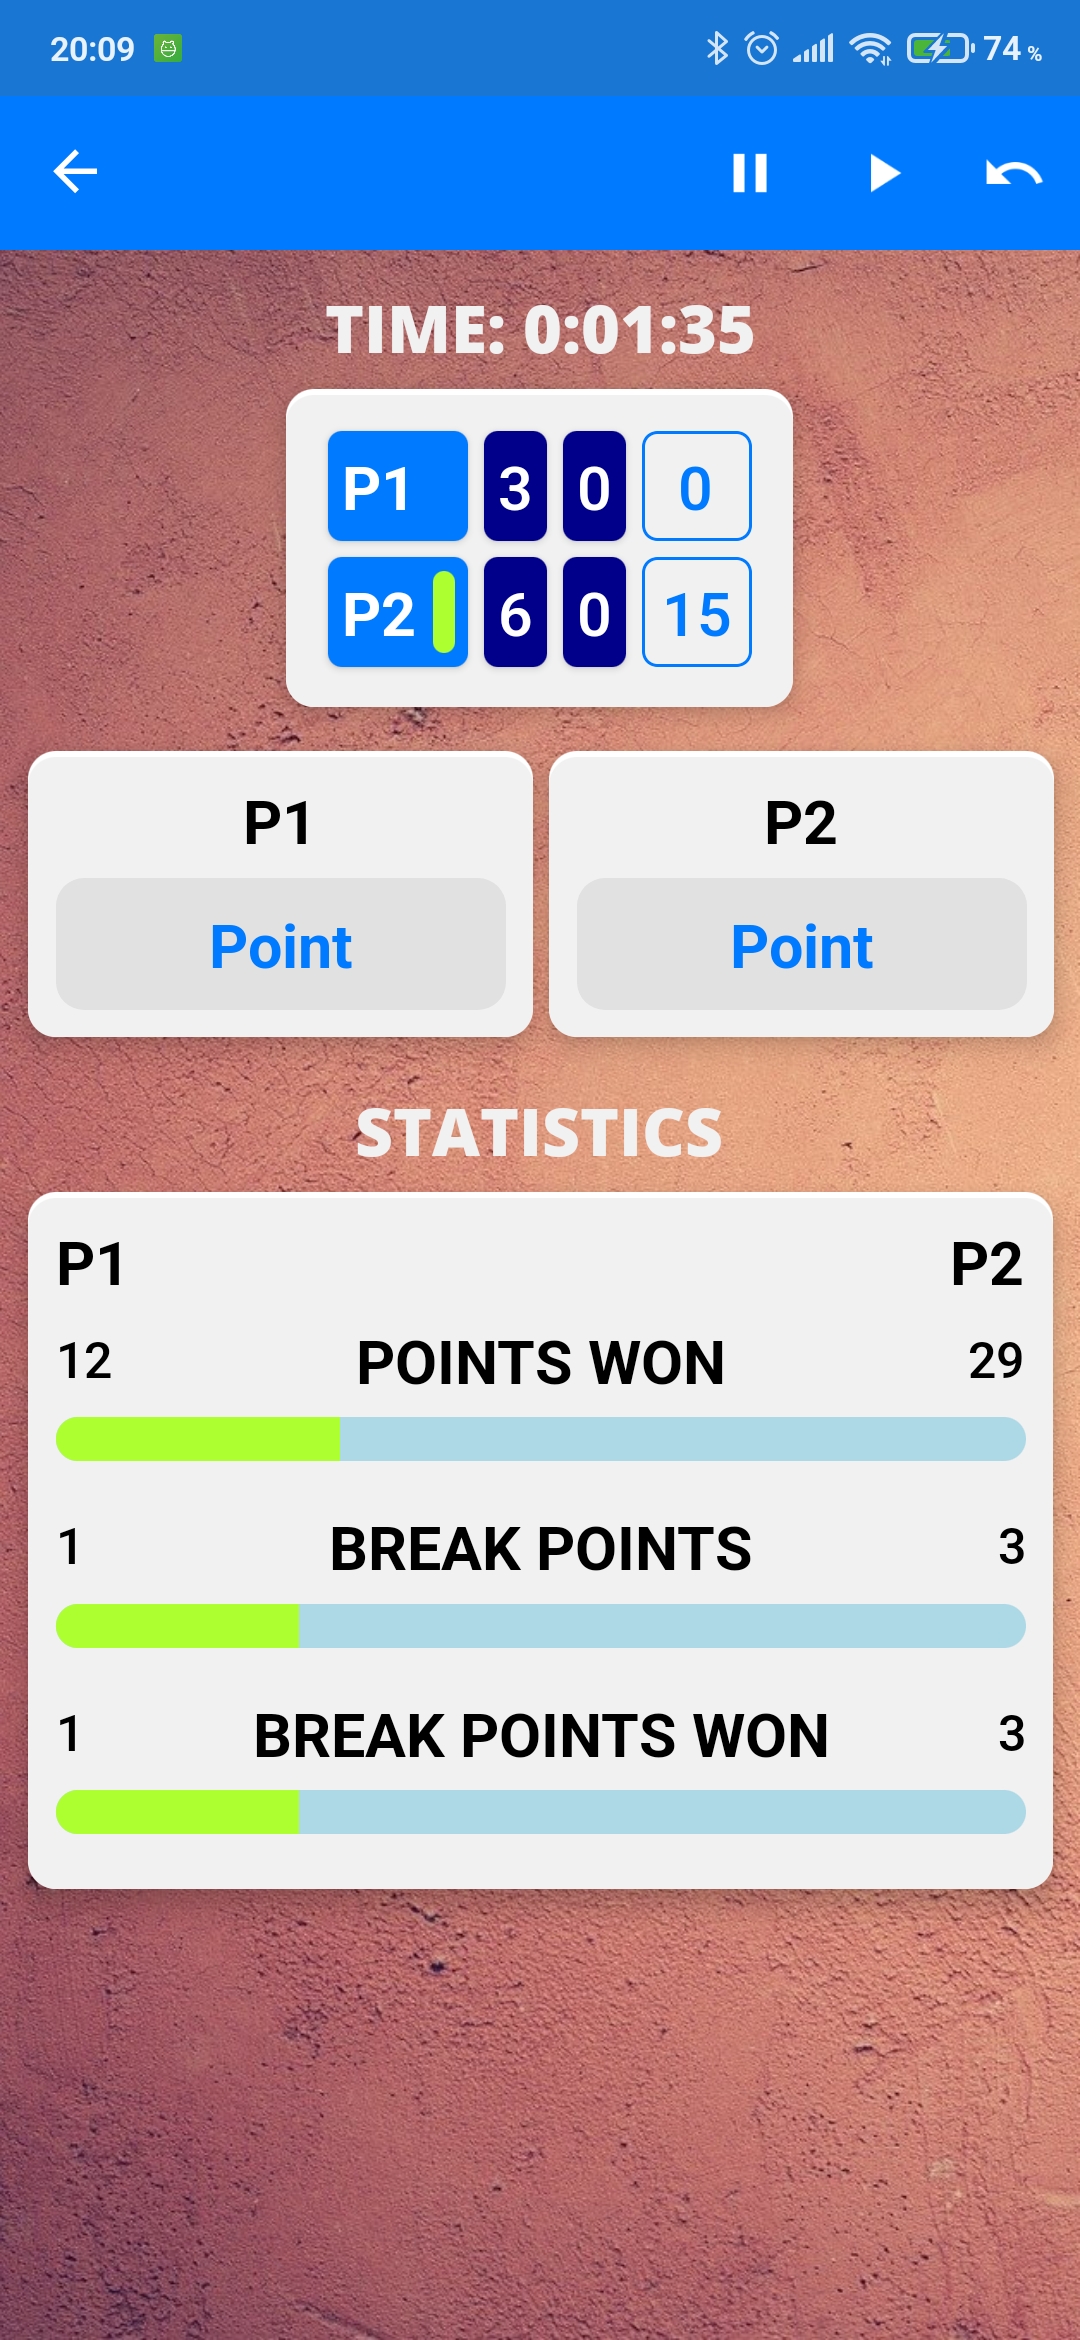 20:09 74 %
TIME: 0:01:35
P1 3 0 0
P2 6 0 15
P1 P2
Point Point
STATISTICS
P1 P2
12 POINTS WON 29
1 BREAK POINTS 3
1 BREAK POINTS WON 3